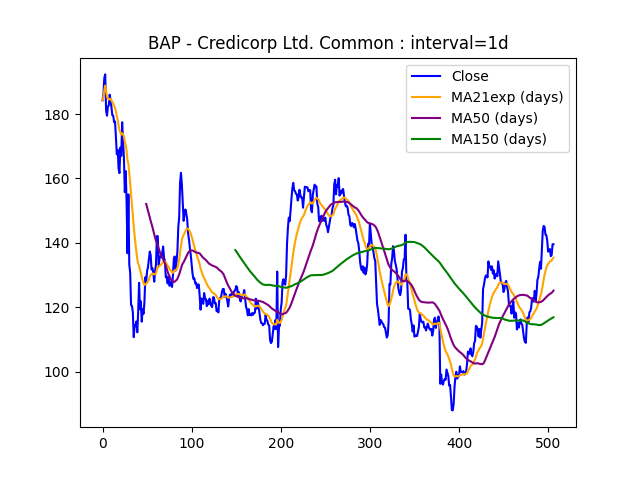 BAP - Credicorp Ltd. Common : interval=1d
Close
MA21exp (days)
MA50 (days)
MA150 (days)
180
160
140
120
100
0 100 200 300 400 500